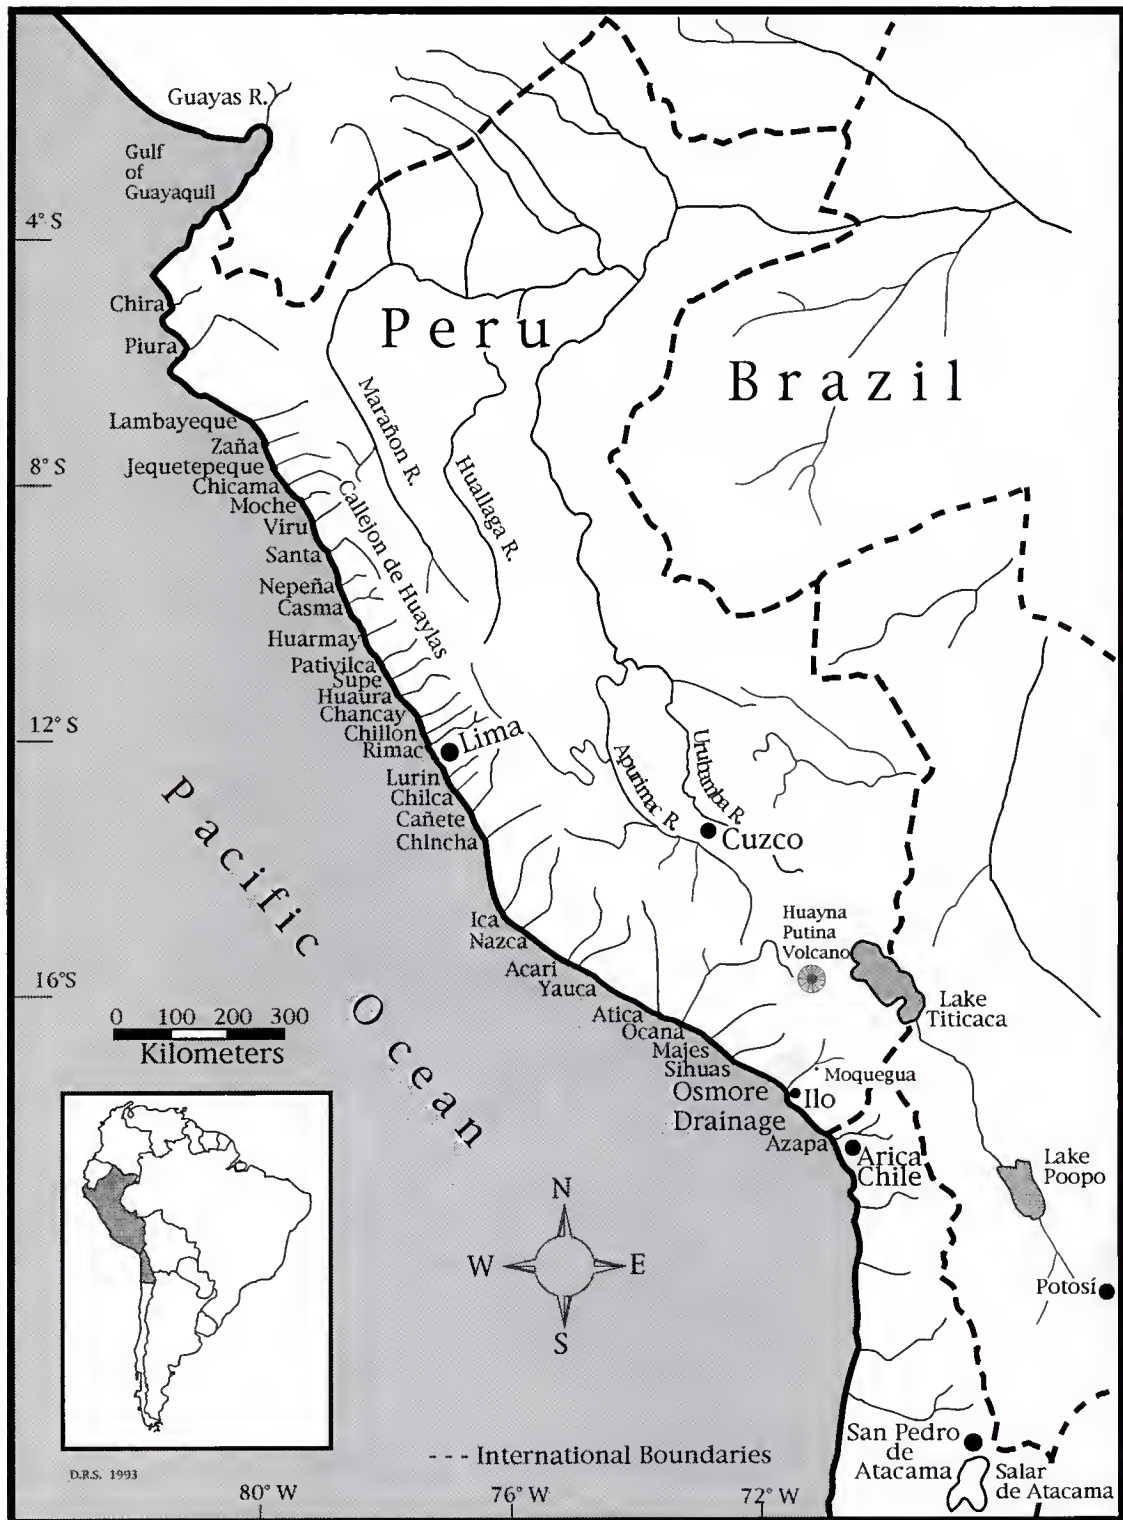 Guayas R.
Gulf
of
Guayaquil
4° S
Chira
Piura
Peru
Brazil
Marañon R.
Huallaga R.
Callejon de Huaylas
Lambayeque
Zaña
8° S
Jequetepeque
Chicama
Moche
Viru
Santa
Nepeña
Casma
Huarmay
Pativilca
Supe
Huaura
12° S
Chancay
Chillon
Rimac
Lima
Lurin
Chilca
Cañete
Chincha
Apurimac R.
Urubamba R.
Cuzco
Pacific Ocean
Ica
Nazca
Acari
Yauca
Atica
Ocana
Majes
Sihuas
Osmore
Drainage
Azapa
Huayna
Putina
Volcano
Lake
Titicaca
16°S
0 100 200 300
Kilometers
Moquegua
Ilo
Arica
Chile
Lake
Poopo
Potosí
N
W E
S
San Pedro
de
Atacama
Salar
de Atacama
--- International Boundaries
D.R.S. 1993
80° W
76° W
72° W